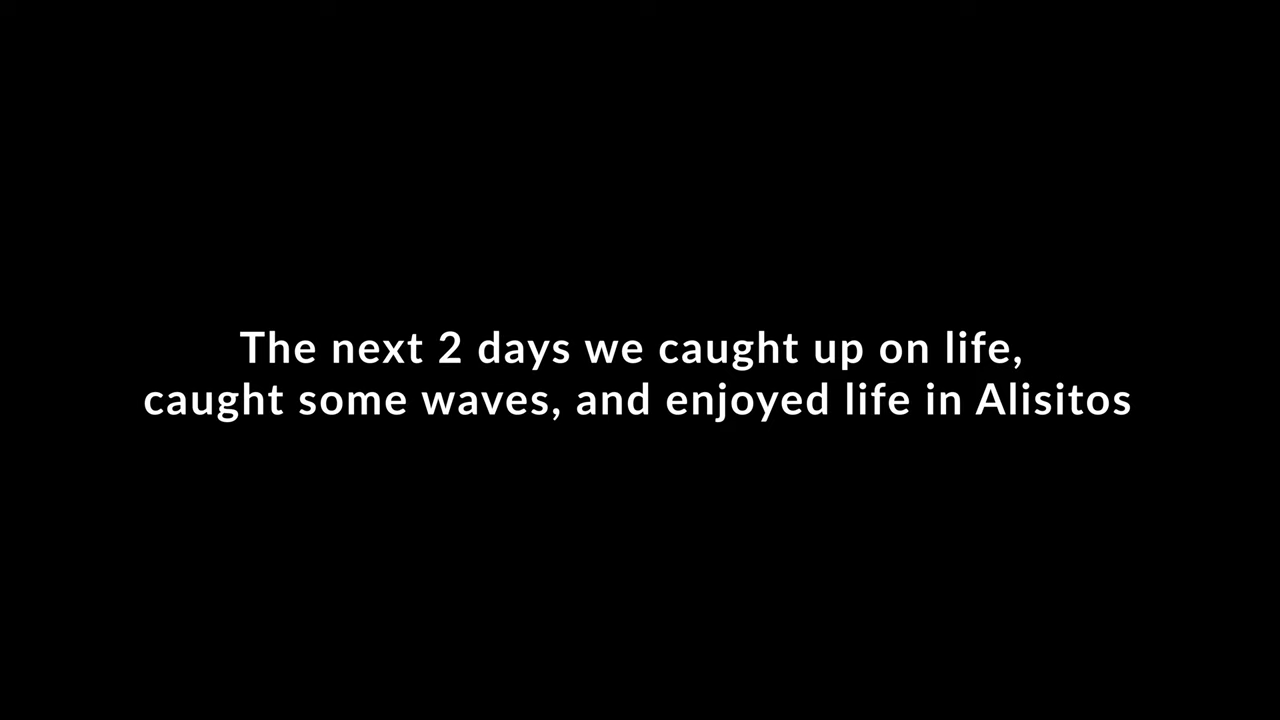 The next 2 days we caught up on life,
caught some waves, and enjoyed life in Alisitos